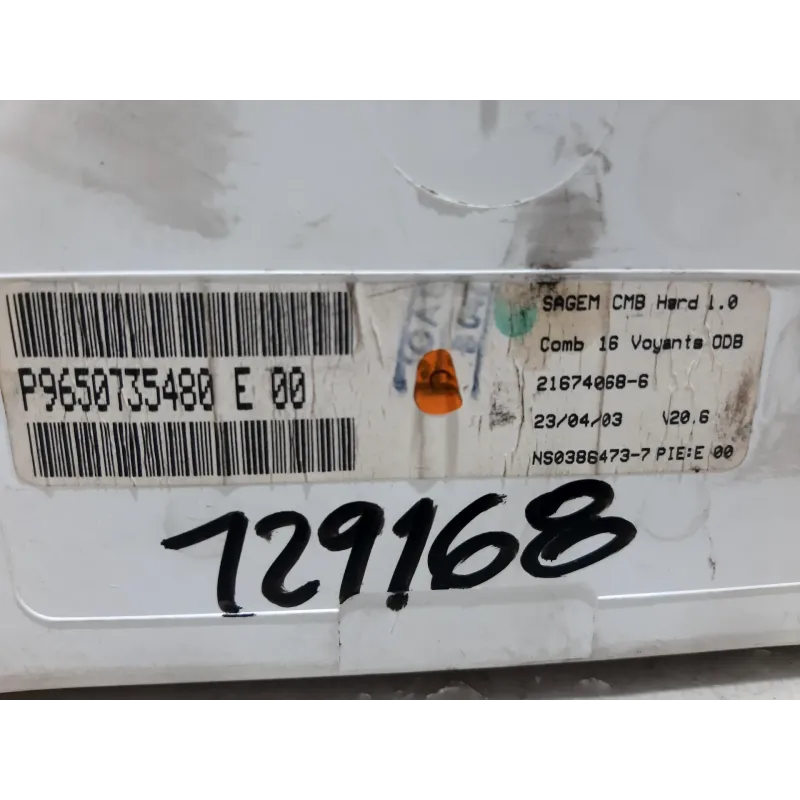 P9650735480 E 00
SAGEM CMB Hard 1.0
Comb 16 Voyants ODB
21674068-6
23/04/03 V20.6
NS0386473-7 PIE:E 00
129168